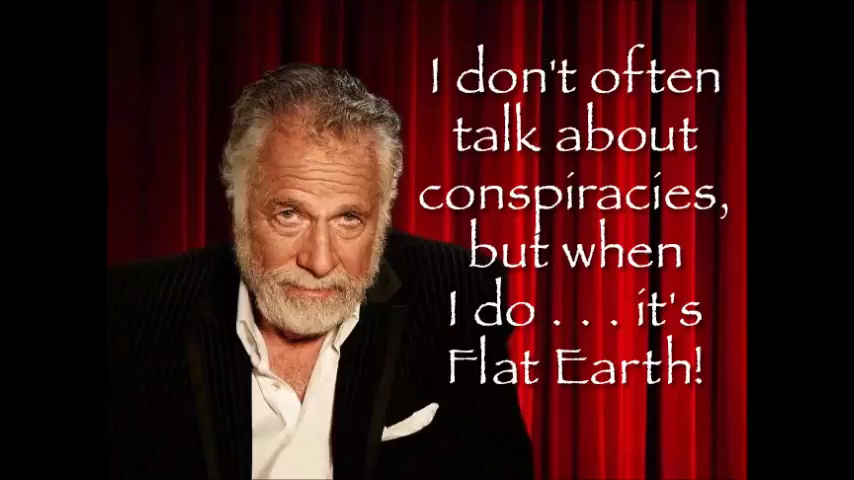 I don't often
talk about
conspiracies,
but when
I do . . . it's
Flat Earth!